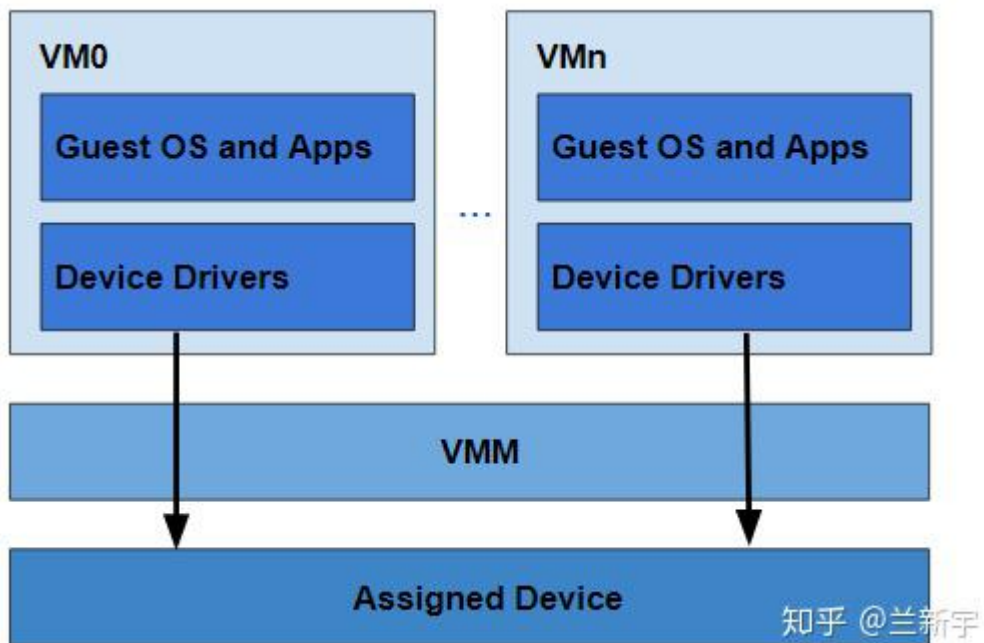 VM0
Guest OS and Apps
Device Drivers
...
VMn
Guest OS and Apps
Device Drivers
VMM
Assigned Device
知乎 @兰新宇